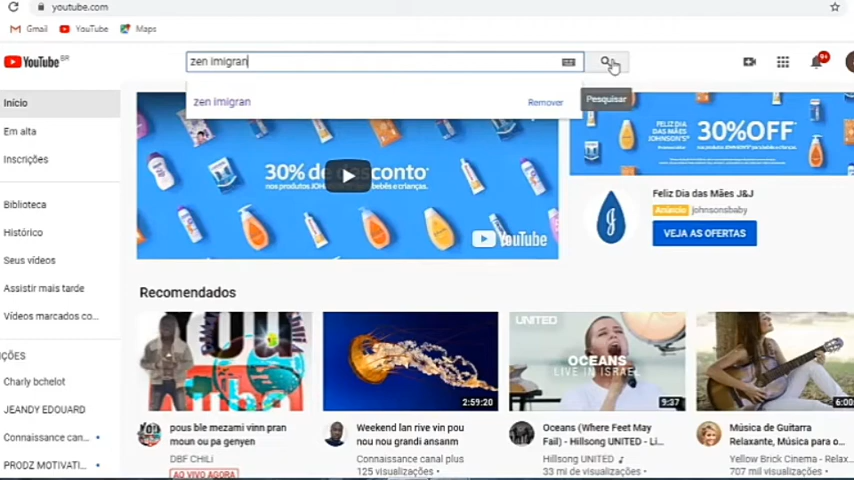 youtube.com
Gmail
YouTube
Maps
YouTube BR
zen imigran
9+
zen imigran
Remover
Pesquisar
Início
Em alta
Inscrições
Biblioteca
Histórico
Seus vídeos
Assistir mais tarde
Vídeos marcados co...
ÇÕES
Charly bchelot
JEANDY EDOUARD
Connaissance can...
PRODZ MOTIVATI...
30% de desconto*
YouTube
30%OFF
Feliz Dia das Mães J&J
Anúncio johnsonsbaby
VEJA AS OFERTAS
Recomendados
2:59:20
UNITED
OCEANS
LIVE IN ISRAEL
9:37
6:00
pous ble mezami vinn pran
moun ou pa genyen
DBF CHILi
AO VIVO AGORA
Weekend lan rive vin pou
nou nou grandi ansanm
Connaissance canal plus
125 visualizações •
Oceans (Where Feet May
Fail) - Hillsong UNITED - Li...
Hillsong UNITED
33 mi de visualizações •
Música de Guitarra
Relaxante, Música para o...
Yellow Brick Cinema - Relax...
707 mil visualizações •